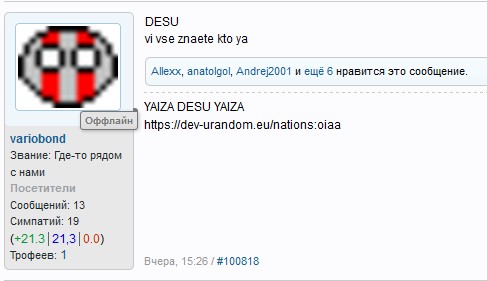 DESU
vi vse znaete kto ya
Allexx, anatolgol, Andrej2001 и ещё 6 нравится это сообщение.
YAIZA DESU YAIZA
https://dev-urandom.eu/nations:oiaa
Оффлайн
variobond
Звание: Где-то рядом
с нами
Посетители
Сообщений: 13
Симпатий: 19
(+21.3|21,3|0.0)
Трофеев: 1
Вчера, 15:26 / #100818